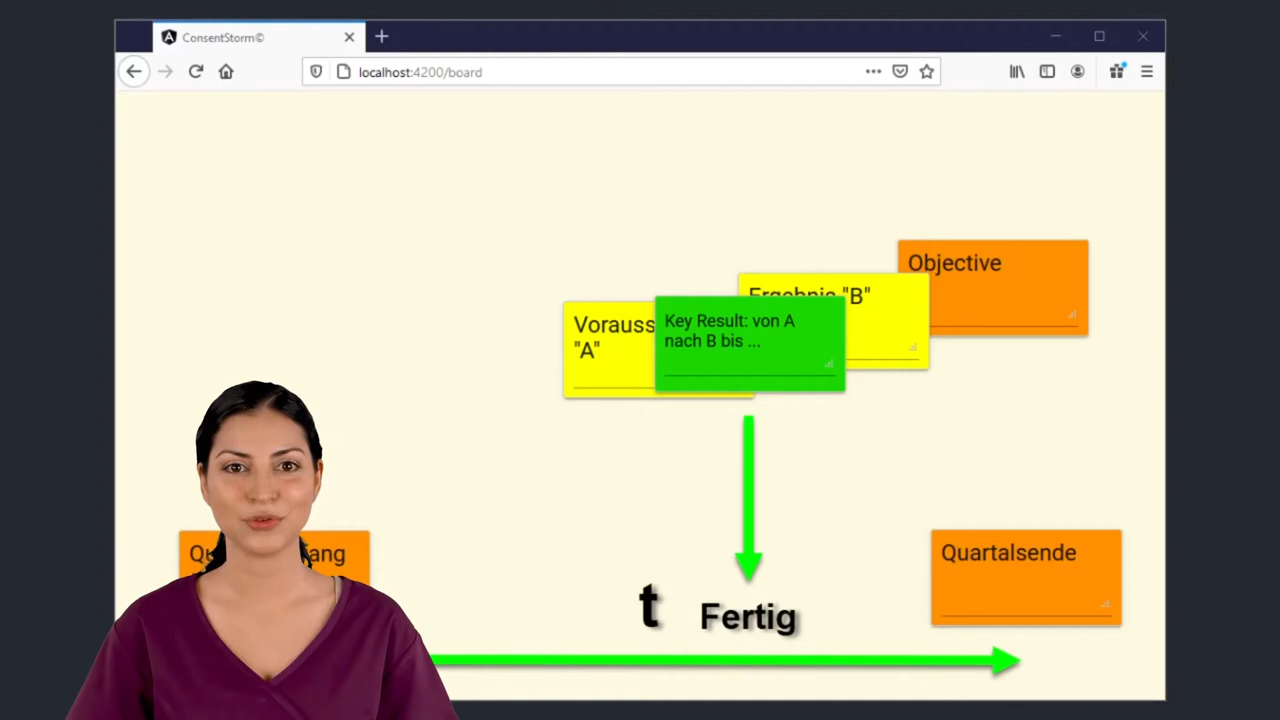 ConsentStorm©
localhost:4200/board
Objective
Ergebnis "B"
"A"
Key Result: von A
nach B bis ...
Quartalsende
t
Fertig